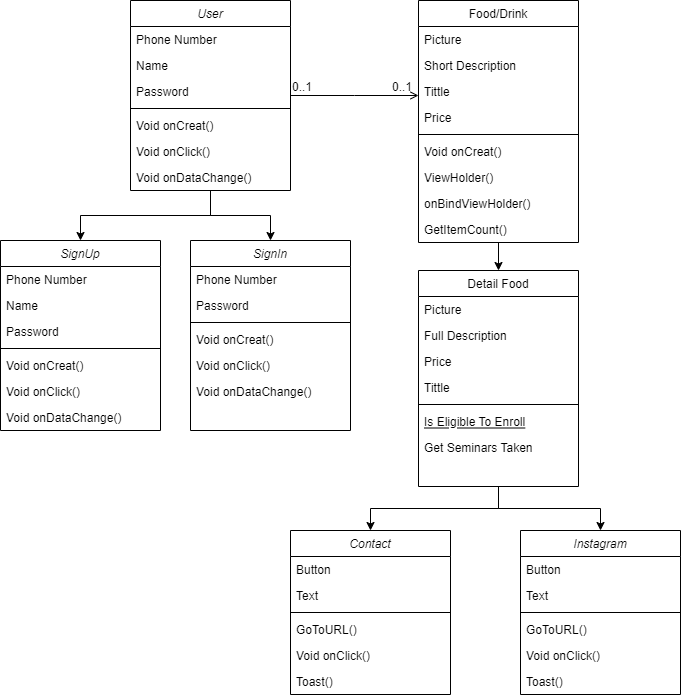 User
Phone Number
Name
Password
Void onCreat()
Void onClick()
Void onDataChange()
0..1
0..1
Food/Drink
Picture
Short Description
Tittle
Price
Void onCreat()
ViewHolder()
onBindViewHolder()
GetItemCount()
SignUp
Phone Number
Name
Password
Void onCreat()
Void onClick()
Void onDataChange()
SignIn
Phone Number
Password
Void onCreat()
Void onClick()
Void onDataChange()
Detail Food
Picture
Full Description
Price
Tittle
Is Eligible To Enroll
Get Seminars Taken
Contact
Button
Text
GoToURL()
Void onClick()
Toast()
Instagram
Button
Text
GoToURL()
Void onClick()
Toast()